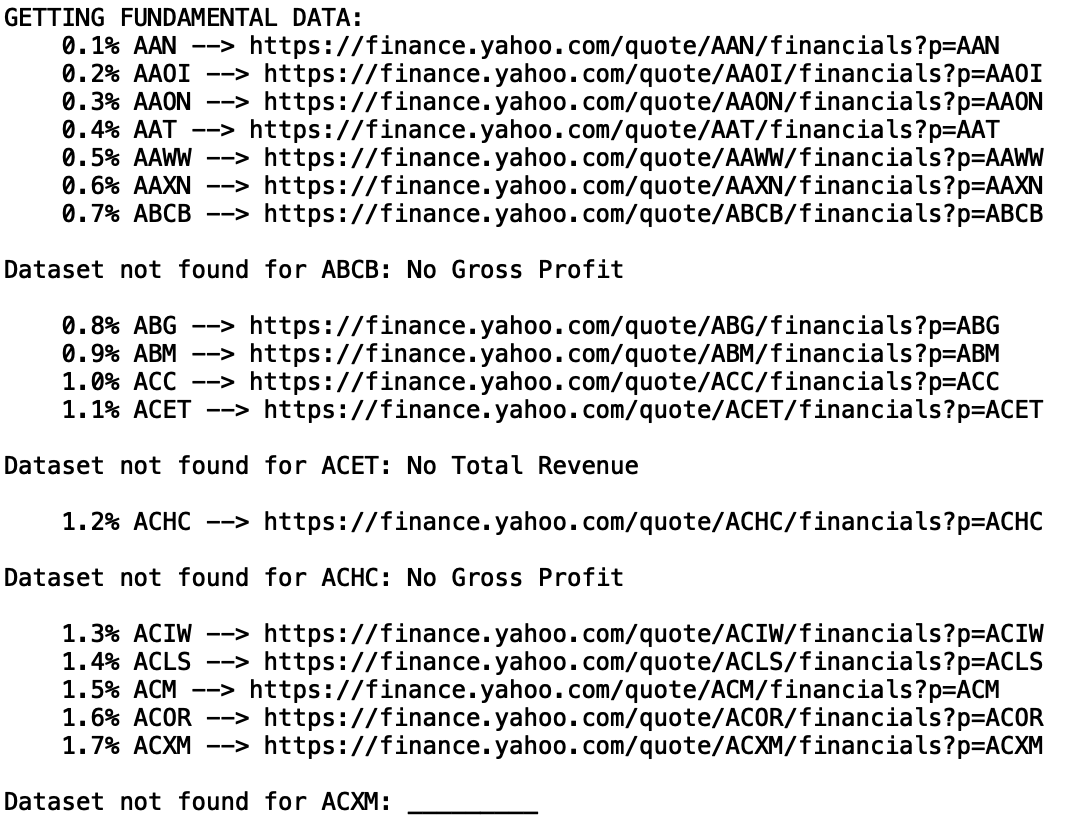 GETTING FUNDAMENTAL DATA:
0.1% AAN --> https://finance.yahoo.com/quote/AAN/financials?p=AAN
0.2% AAOI --> https://finance.yahoo.com/quote/AAOI/financials?p=AAOI
0.3% AAON --> https://finance.yahoo.com/quote/AAON/financials?p=AAON
0.4% AAT --> https://finance.yahoo.com/quote/AAT/financials?p=AAT
0.5% AAWW --> https://finance.yahoo.com/quote/AAWW/financials?p=AAWW
0.6% AAXN --> https://finance.yahoo.com/quote/AAXN/financials?p=AAXN
0.7% ABCB --> https://finance.yahoo.com/quote/ABCB/financials?p=ABCB
Dataset not found for ABCB: No Gross Profit
0.8% ABG --> https://finance.yahoo.com/quote/ABG/financials?p=ABG
0.9% ABM --> https://finance.yahoo.com/quote/ABM/financials?p=ABM
1.0% ACC --> https://finance.yahoo.com/quote/ACC/financials?p=ACC
1.1% ACET --> https://finance.yahoo.com/quote/ACET/financials?p=ACET
Dataset not found for ACET: No Total Revenue
1.2% ACHC --> https://finance.yahoo.com/quote/ACHC/financials?p=ACHC
Dataset not found for ACHC: No Gross Profit
1.3% ACIW --> https://finance.yahoo.com/quote/ACIW/financials?p=ACIW
1.4% ACLS --> https://finance.yahoo.com/quote/ACLS/financials?p=ACLS
1.5% ACM --> https://finance.yahoo.com/quote/ACM/financials?p=ACM
1.6% ACOR --> https://finance.yahoo.com/quote/ACOR/financials?p=ACOR
1.7% ACXM --> https://finance.yahoo.com/quote/ACXM/financials?p=ACXM
Dataset not found for ACXM: _________